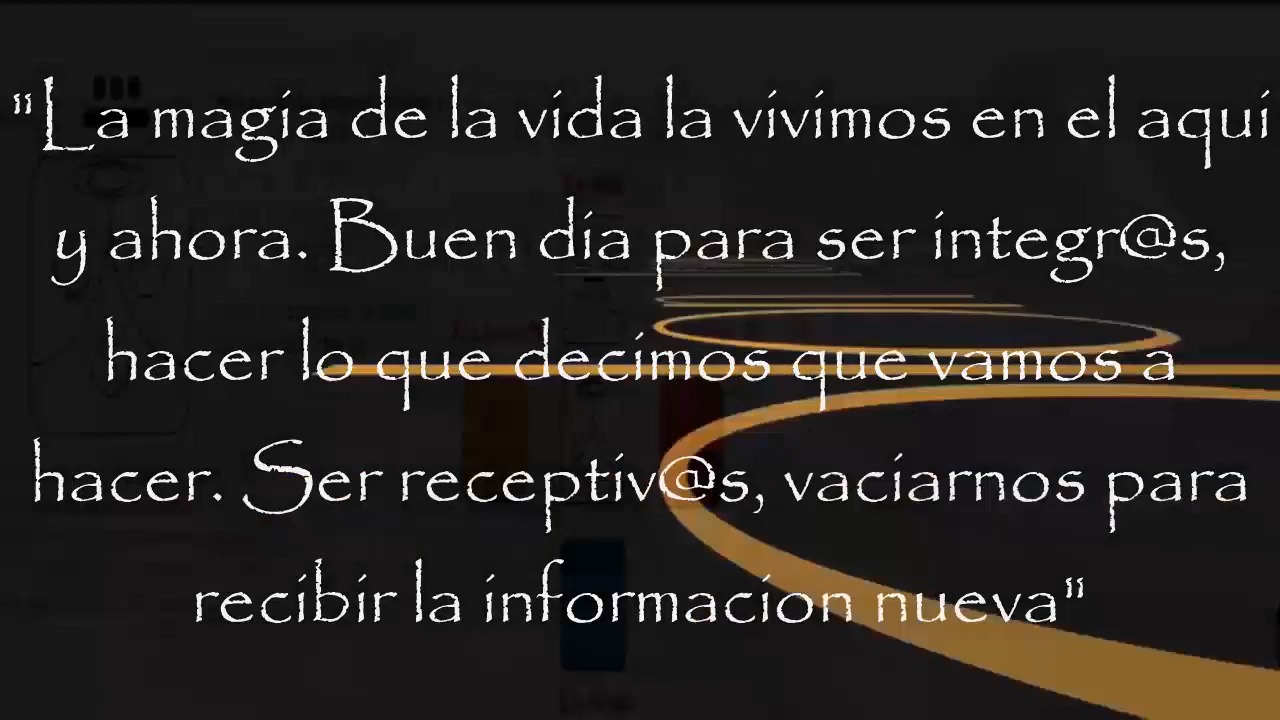 "La magia de la vida la vivimos en el aqui
y ahora. Buen dia para ser integr@s,
hacer lo que decimos que vamos a
hacer. Ser receptiv@s, vaciarnos para
recibir la informacion nueva"